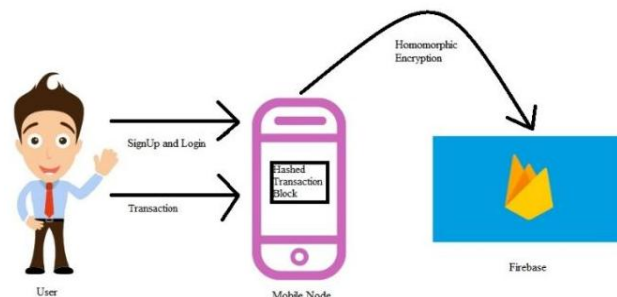 Homomorphic
Encryption
SignUp and Login
Hashed
Transaction
Block
Transaction
Firebase
User
Mobile Node